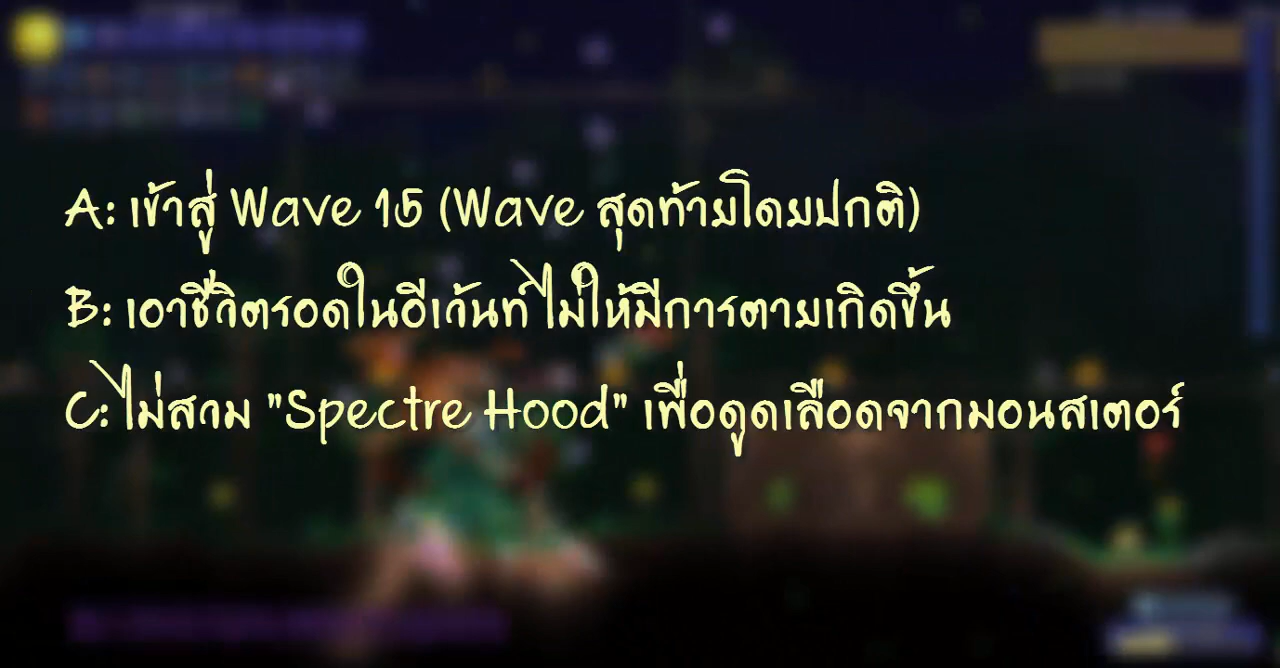 A: เข้าสู่ Wave 15 (Wave สุดท้ายโดยปกติ)
B: เอาชีวิตรอดในอีเว้นท์ ไม่ให้มีการตายเกิดขึ้น
C: ไม่สวม "Spectre Hood" เพื่อดูดเลือดจากมอนสเตอร์